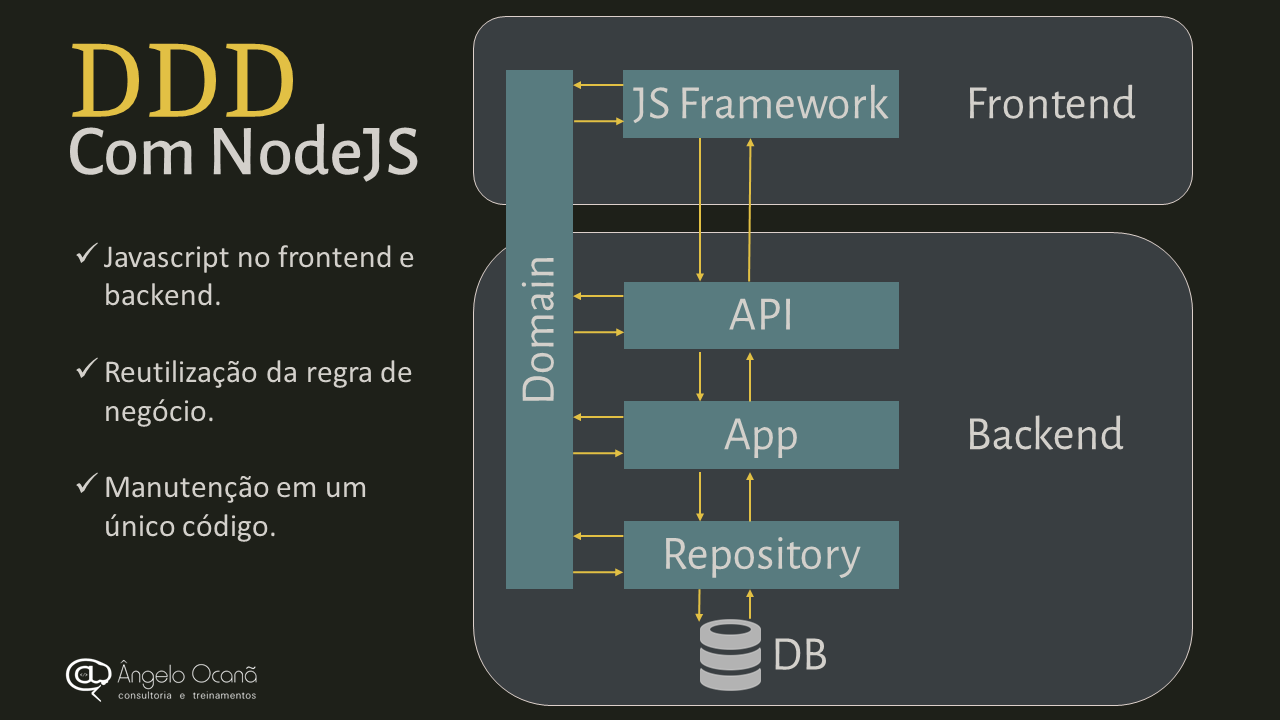 DDD
Com NodeJS
✓ Javascript no frontend e
backend.
✓ Reutilização da regra de
negócio.
✓ Manutenção em um
único código.
Ângelo Ocanã
consultoria e treinamentos
Domain
JS Framework
Frontend
API
App
Backend
Repository
DB